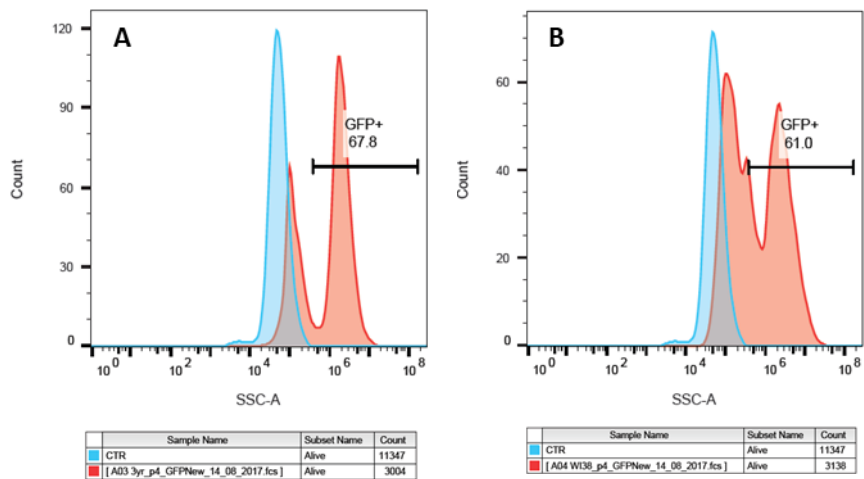 A
B
120
90
60
30
0
Count
GFP+
67.8
10^0
10^2
10^4
10^6
10^8
SSC-A
60
40
20
0
Count
GFP+
61.0
10^0
10^2
10^4
10^6
10^8
SSC-A
Sample Name Subset Name Count
CTR Alive 11347
[ A03 3yr_p4_GFPNew_14_08_2017.fcs ] Alive 3004
Sample Name Subset Name Count
CTR Alive 11347
[ A04 WI38_p4_GFPNew_14_08_2017.fcs ] Alive 3138